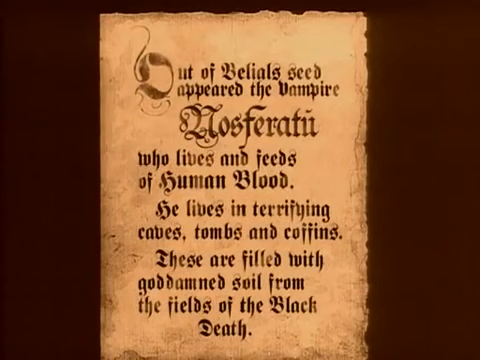 Out of Belials seed
appeared the vampire
Nosferatū
who lives and feeds
of Human Blood.
He lives in terrifying
caves, tombs and coffins.
These are filled with
goddamned soil from
the fields of the Black
Death.